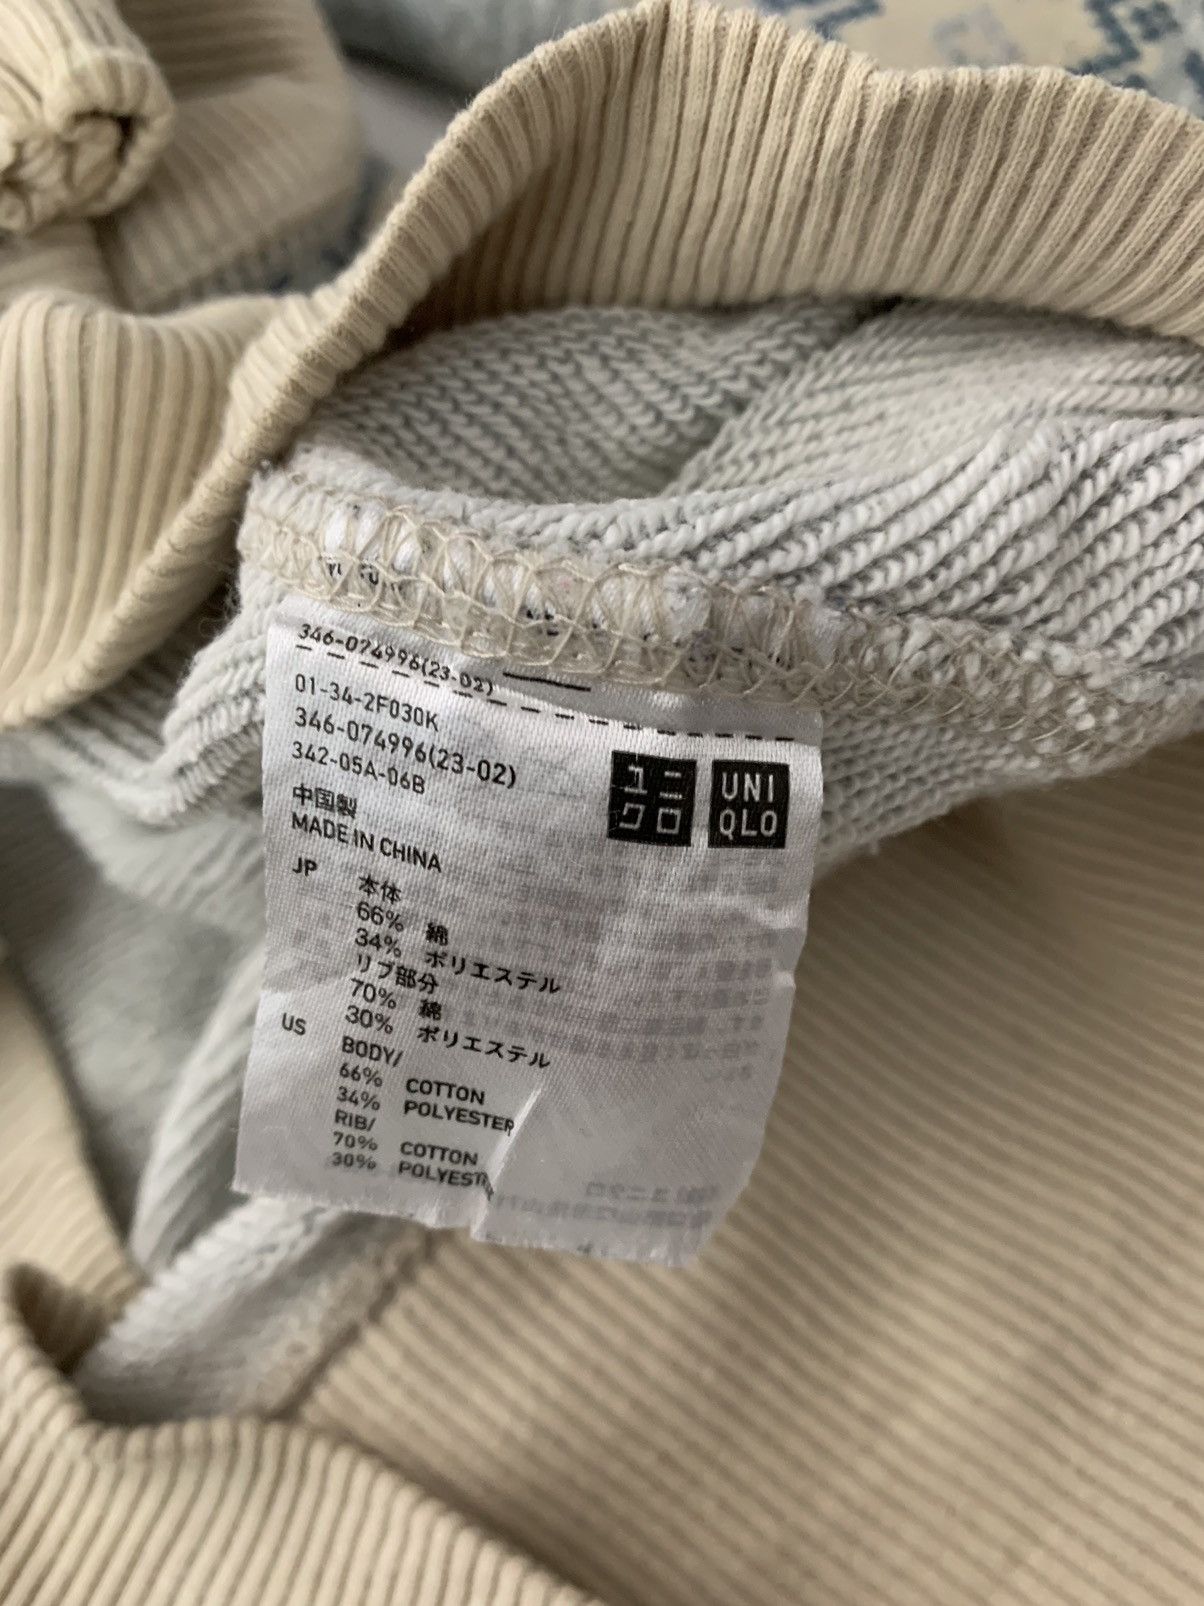 346-074996(23-02)
01-34-2F030K
346-074996(23-02)
342-05A-06B
ユニ
クロ
UNI
QLO
中国製
MADE IN CHINA
JP
本体
66% 綿
34% ポリエステル
リブ部分
70% 綿
30% ポリエステル
US
BODY/
66% COTTON
34% POLYESTER
RIB/
70% COTTON
30% POLYEST